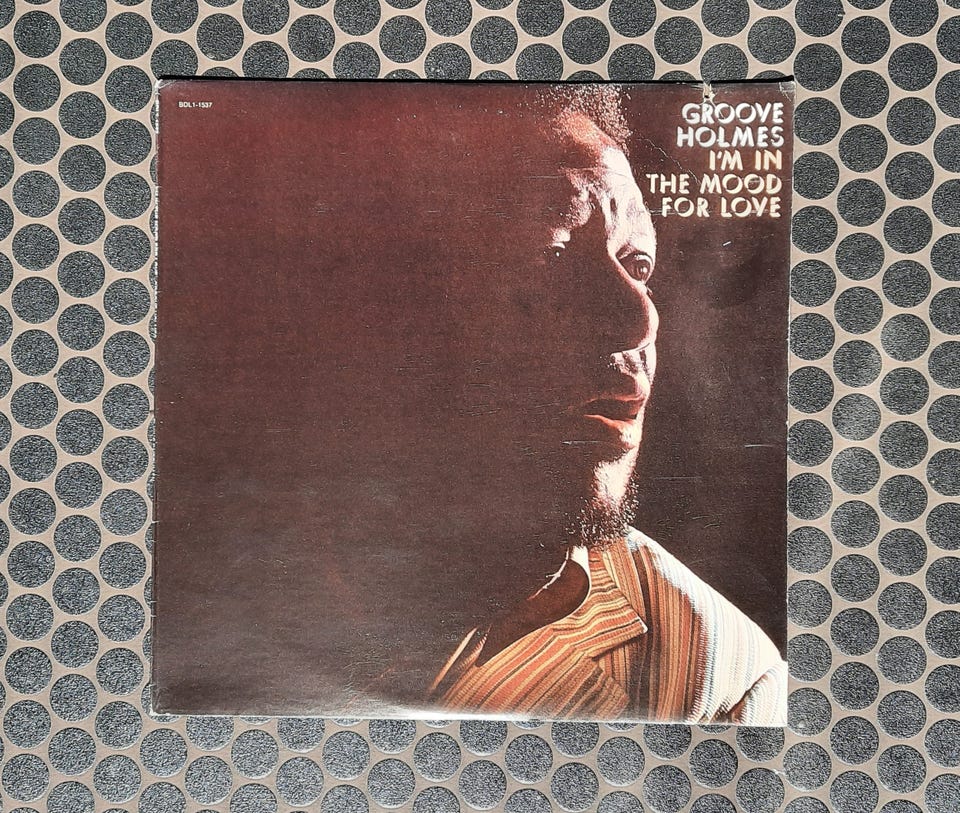 BDL1-1537
GROOVE
HOLMES
I'M IN
THE MOOD
FOR LOVE